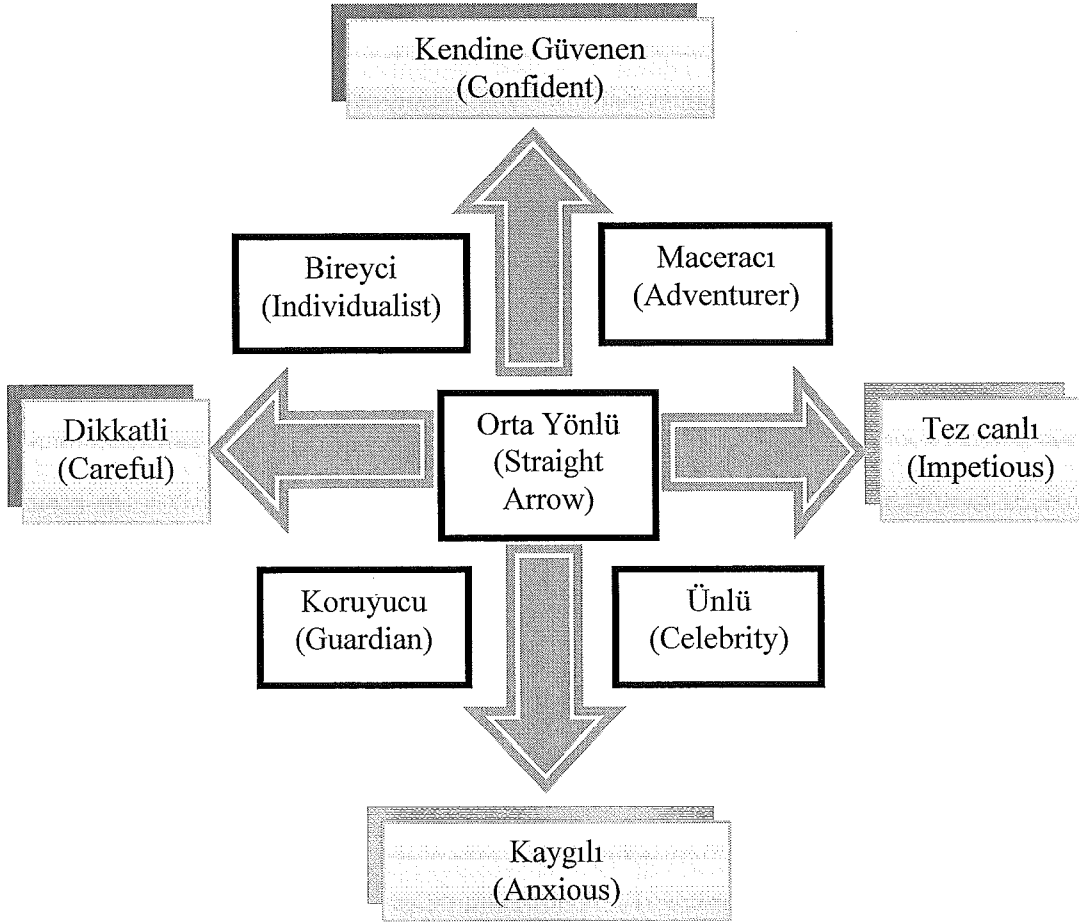 Kendine Güvenen
(Confident)
Bireyci
(Individualist)
Maceracı
(Adventurer)
Dikkatli
(Careful)
Orta Yönlü
(Straight
Arrow)
Tez canlı
(Impetious)
Koruyucu
(Guardian)
Ünlü
(Celebrity)
Kaygılı
(Anxious)